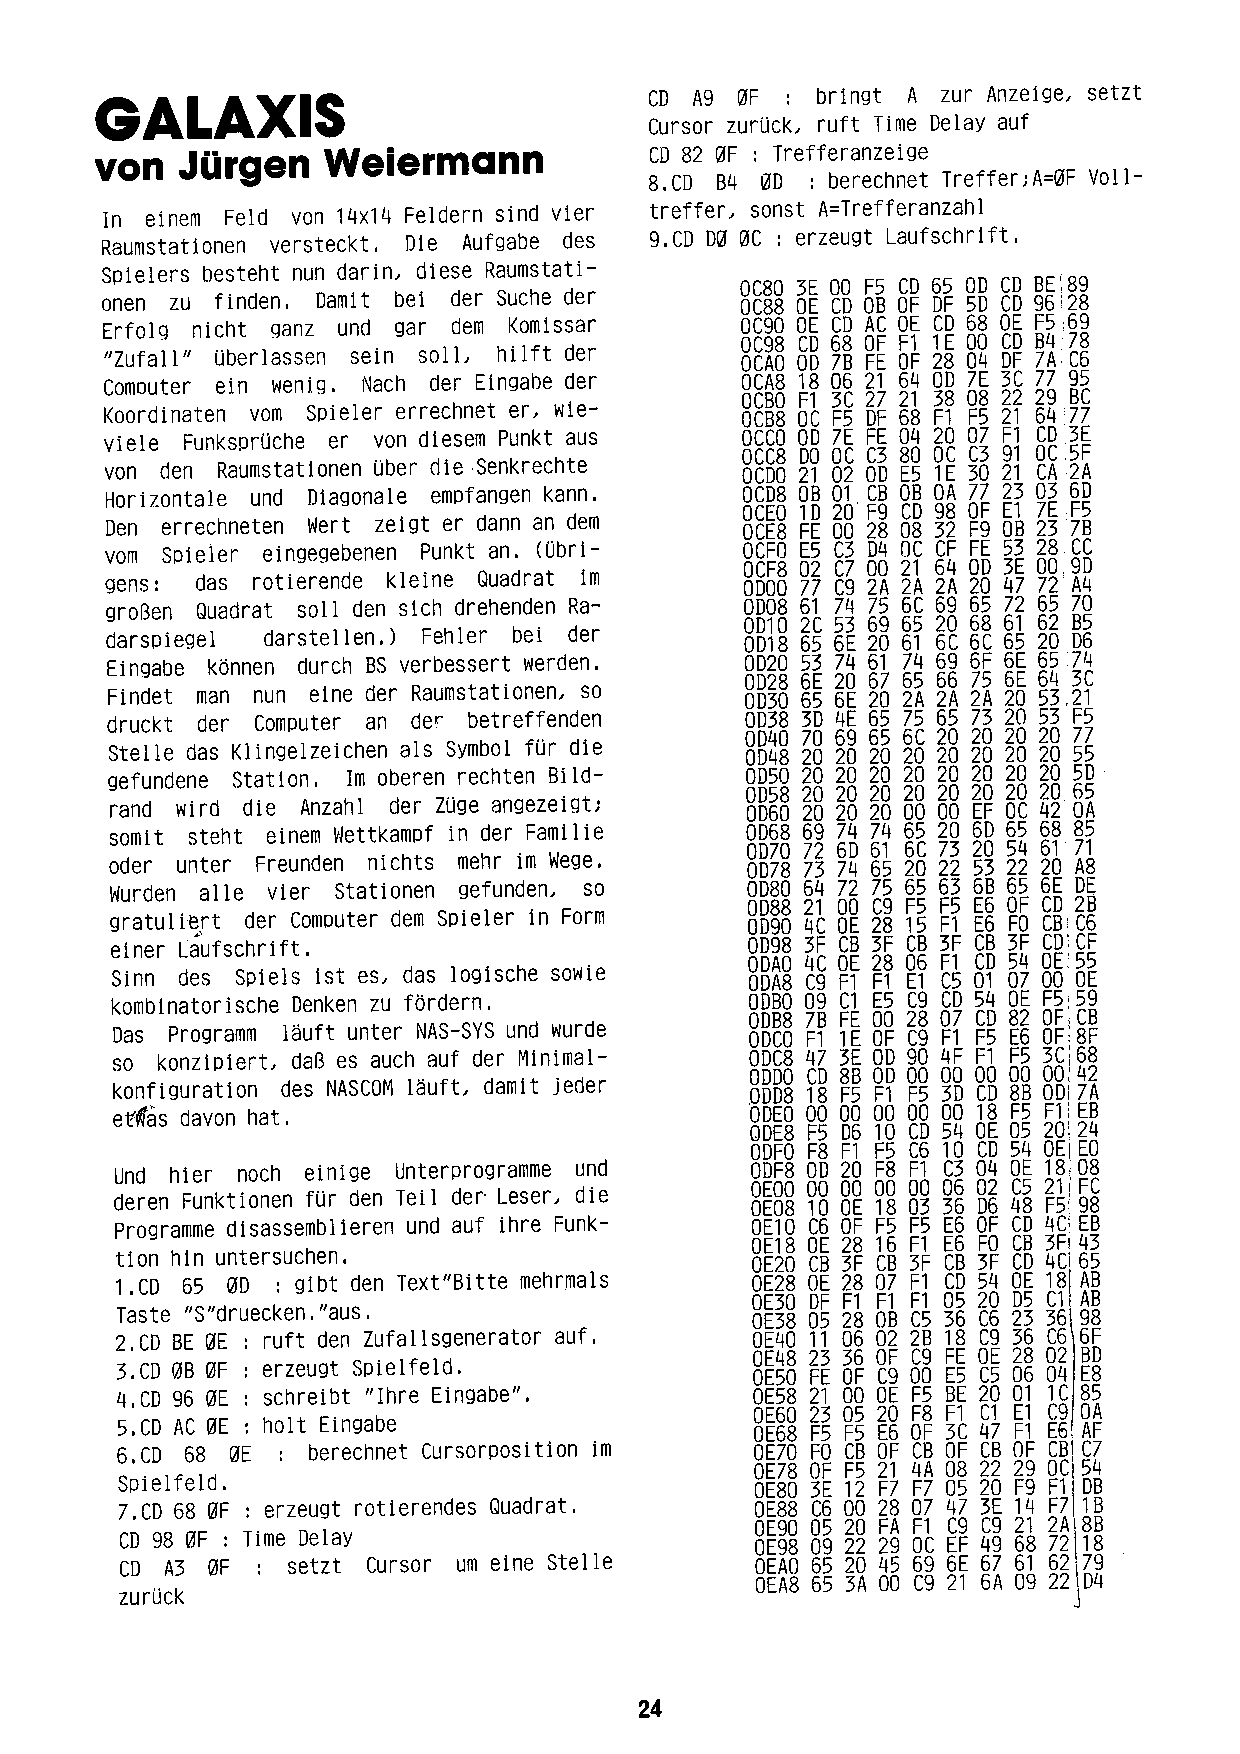 GALAXIS
von Jürgen Weiermann
In einem Feld von 14x14 Feldern sind vier
Raumstationen versteckt. Die Aufgabe des
Spielers besteht nun darin, diese Raumstati-
onen zu finden. Damit bei der Suche der
Erfolg nicht ganz und gar dem Komissar
"Zufall" überlassen sein soll, hilft der
Computer ein wenig. Nach der Eingabe der
Koordinaten vom Spieler errechnet er, wie-
viele Funksprüche er von diesem Punkt aus
von den Raumstationen über die Senkrechte
Horizontale und Diagonale empfangen kann.
Den errechneten Wert zeigt er dann an dem
vom Spieler eingegebenen Punkt an. (Übri-
gens: das rotierende kleine Quadrat im
großen Quadrat soll den sich drehenden Ra-
darspiegel darstellen.) Fehler bei der
Eingabe können durch BS verbessert werden.
Findet man nun eine der Raumstationen, so
druckt der Computer an der betreffenden
Stelle das Klingelzeichen als Symbol für die
gefundene Station. Im oberen rechten Bild-
rand wird die Anzahl der Züge angezeigt;
somit steht einem Wettkampf in der Familie
oder unter Freunden nichts mehr im Wege.
Wurden alle vier Stationen gefunden, so
gratuliert der Computer dem Spieler in Form
einer Laufschrift.
Sinn des Spiels ist es, das logische sowie
kombinatorische Denken zu fördern.
Das Programm läuft unter NAS-SYS und wurde
so konzipiert, daß es auch auf der Minimal-
konfiguration des NASCOM läuft, damit jeder
etwas davon hat.
Und hier noch einige Unterprogramme und
deren Funktionen für den Teil der Leser, die
Programme disassemblieren und auf ihre Funk-
tion hin untersuchen.
1.CD 65 ØD : gibt den Text"Bitte mehrmals
Taste "S"druecken."aus.
2.CD BE ØE : ruft den Zufallsgenerator auf.
3.CD ØB ØF : erzeugt Spielfeld.
4.CD 96 ØE : schreibt "Ihre Eingabe".
5.CD AC ØE : holt Eingabe
6.CD 68 ØE : berechnet Cursorposition im
Spielfeld.
7.CD 68 ØF : erzeugt rotierendes Quadrat.
CD 98 ØF : Time Delay
CD A3 ØF : setzt Cursor um eine Stelle
zurück
CD A9 ØF : bringt A zur Anzeige, setzt
Cursor zurück, ruft Time Delay auf
CD 82 ØF : Trefferanzeige
8.CD B4 ØD : berechnet Treffer;A=ØF Voll-
treffer, sonst A=Trefferanzahl
9.CD DØ ØC : erzeugt Laufschrift.
0C80 3E 00 F5 CD 65 0D CD BE 89
0C88 0E CD 0B 0F DF 5D CD 96 28
0C90 0E CD AC 0E CD 68 0E F5 69
0C98 CD 68 0F F1 1E 00 CD B4 78
0CA0 0D 7B FE 0F 28 04 DF 7A C6
0CA8 18 06 21 64 0D 7E 3C 77 95
0CB0 F1 3C 27 21 38 08 22 29 BC
0CB8 0C F5 DF 68 F1 F5 21 64 77
0CC0 0D 7E FE 04 20 07 F1 CD 3E
0CC8 D0 0C C3 80 0C C3 91 0C 5F
0CD0 21 02 0D E5 1E 30 21 CA 2A
0CD8 0B 01 CB 0B 0A 77 23 03 6D
0CE0 1D 20 F9 CD 98 0F E1 7E F5
0CE8 FE 00 28 08 32 F9 0B 23 7B
0CF0 E5 C3 D4 0C CF FE 53 28 CC
0CF8 02 C7 00 21 64 0D 3E 00 9D
0D00 77 C9 2A 2A 2A 20 47 72 A4
0D08 61 74 75 6C 69 65 72 65 70
0D10 2C 53 69 65 20 68 61 62 B5
0D18 65 6E 20 61 6C 6C 65 20 D6
0D20 53 74 61 74 69 6F 6E 65 74
0D28 6E 20 67 65 66 75 6E 64 3C
0D30 65 6E 20 2A 2A 2A 20 53 21
0D38 3D 4E 65 75 65 73 20 53 F5
0D40 70 69 65 6C 20 20 20 20 77
0D48 20 20 20 20 20 20 20 20 55
0D50 20 20 20 20 20 20 20 20 5D
0D58 20 20 20 20 20 20 20 20 65
0D60 20 20 20 00 00 EF 0C 42 0A
0D68 69 74 74 65 20 6D 65 68 85
0D70 72 6D 61 6C 73 20 54 61 71
0D78 73 74 65 20 22 53 22 20 A8
0D80 64 72 75 65 63 6B 65 6E DE
0D88 21 00 C9 F5 F5 E6 0F CD 2B
0D90 4C 0E 28 15 F1 E6 F0 CB C6
0D98 3F CB 3F CB 3F CB 3F CD CF
0DA0 4C 0E 28 06 F1 CD 54 0E 55
0DA8 C9 F1 F1 E1 C5 01 07 00 0E
0DB0 09 C1 E5 C9 CD 54 0E F5 59
0DB8 7B FE 00 28 07 CD 82 0F CB
0DC0 F1 1E 0F C9 F1 F5 E6 0F 8F
0DC8 47 3E 0D 90 4F F1 F5 3C 68
0DD0 CD 8B 0D 00 00 00 00 00 42
0DD8 18 F5 F1 F5 3D CD 8B 0D 7A
0DE0 00 00 00 00 00 18 F5 F1 EB
0DE8 F5 D6 10 CD 54 0E 05 20 24
0DF0 F8 F1 F5 C6 10 CD 54 0E E0
0DF8 0D 20 F8 F1 C3 04 0E 18 08
0E00 00 00 00 00 06 02 C5 21 FC
0E08 10 0E 18 03 36 D6 48 F5 98
0E10 C6 0F F5 F5 E6 0F CD 4C EB
0E18 0E 28 16 F1 E6 F0 CB 3F 43
0E20 CB 3F CB 3F CB 3F CD 4C 65
0E28 0E 28 07 F1 CD 54 0E 18 AB
0E30 DF F1 F1 F1 05 20 D5 C1 AB
0E38 05 28 0B C5 36 C6 23 36 98
0E40 11 06 02 2B 18 C9 36 C6 6F
0E48 23 36 0F C9 FE 0E 28 02 BD
0E50 FE 0F C9 00 E5 C5 06 04 E8
0E58 21 00 0E F5 BE 20 01 1C 85
0E60 23 05 20 F8 F1 C1 E1 C9 0A
0E68 F5 F5 E6 0F 3C 47 F1 E6 AF
0E70 F0 CB 0F CB 0F CB 0F CB C7
0E78 0F F5 21 4A 08 22 29 0C 54
0E80 3E 12 F7 F7 05 20 F9 F1 DB
0E88 C6 00 28 07 47 3E 14 F7 1B
0E90 05 20 FA F1 C9 C9 21 2A 8B
0E98 09 22 29 0C EF 49 68 72 18
0EA0 65 20 45 69 6E 67 61 62 79
0EA8 65 3A 00 C9 21 6A 09 22 D4
24